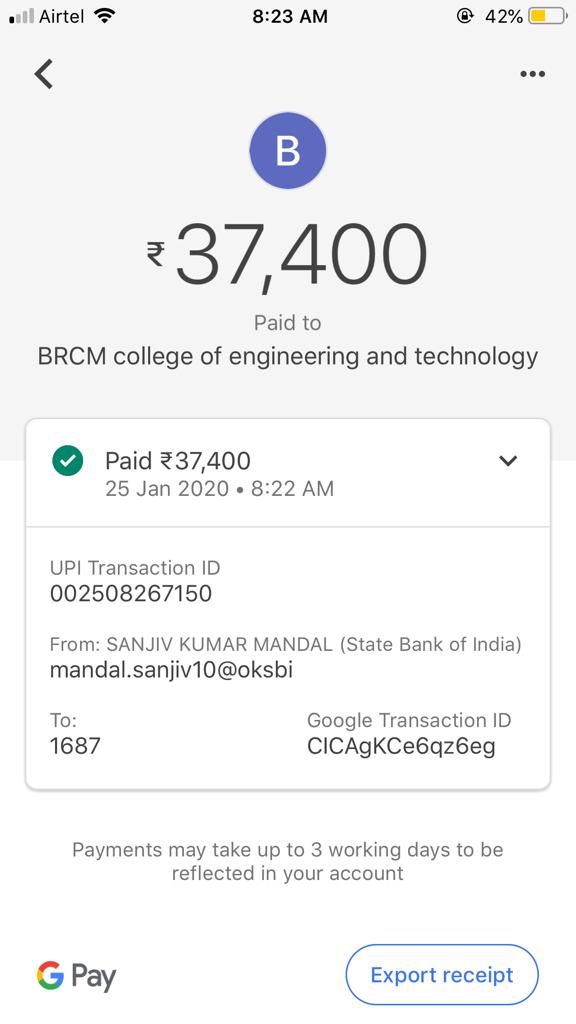 Airtel 8:23 AM 42%
B
₹37,400
Paid to
BRCM college of engineering and technology
Paid ₹37,400
25 Jan 2020 • 8:22 AM
UPI Transaction ID
002508267150
From: SANJIV KUMAR MANDAL (State Bank of India)
mandal.sanjiv10@oksbi
To:
1687
Google Transaction ID
CICAgKCe6qz6eg
Payments may take up to 3 working days to be
reflected in your account
G Pay
Export receipt